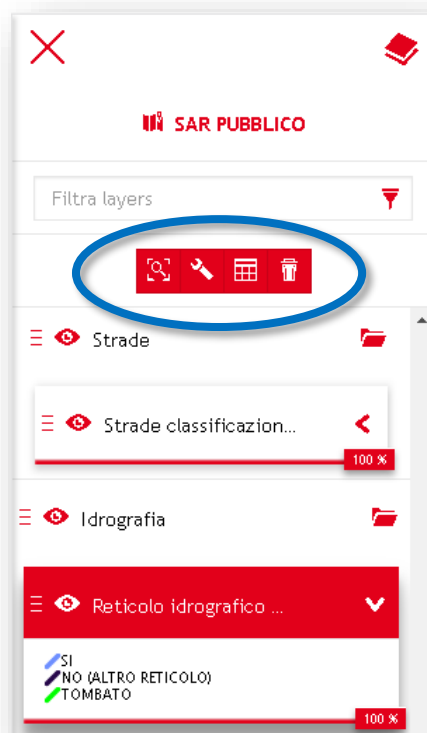 SAR PUBBLICO
Filtra layers
Strade
Strade classificazion...
100 %
Idrografia
Reticolo idrografico ...
SI
NO (ALTRO RETICOLO)
TOMBATO
100 %